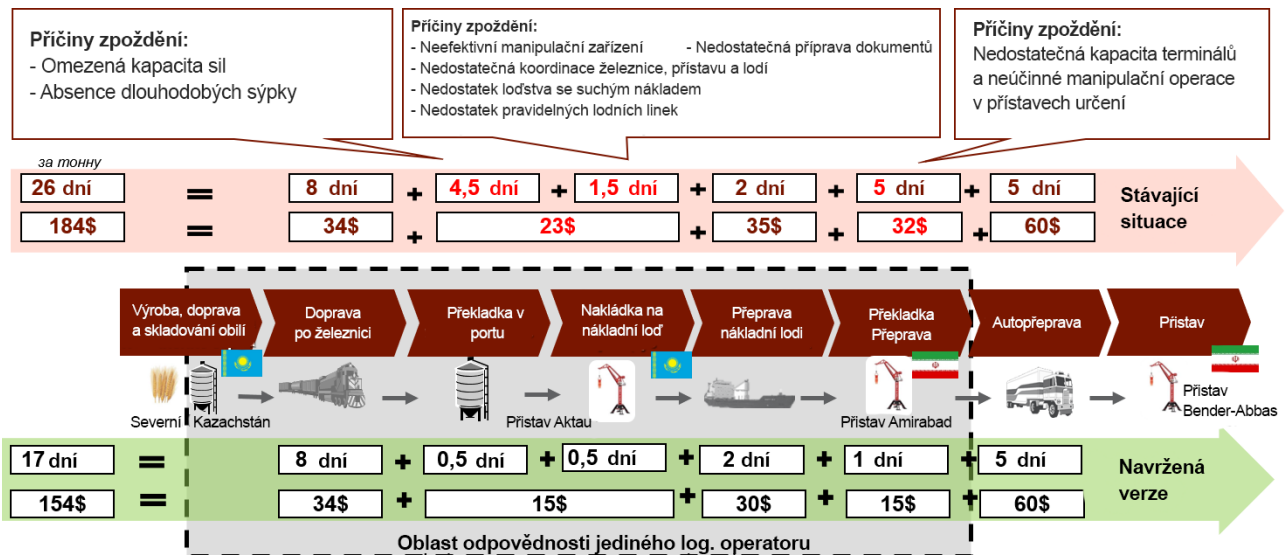 Příčiny zpoždění:
- Omezená kapacita sil
- Absence dlouhodobých sýpky
Příčiny zpoždění:
- Neefektivní manipulační zařízení - Nedostatečná příprava dokumentů
- Nedostatečná koordinace železnice, přístavu a lodí
- Nedostatek loďstva se suchým nákladem
- Nedostatek pravidelných lodních linek
Příčiny zpoždění:
Nedostatečná kapacita terminálů
a neúčinné manipulační operace
v přístavech určení
за тонну
26 dní = 8 dní + 4,5 dní + 1,5 dní + 2 dní + 5 dní + 5 dní
184$ = 34$ + 23$ + 35$ + 32$ + 60$
Stávající
situace
Výroba, doprava
a skladování obilí
Doprava
po železnici
Překladka v
portu
Nakládka na
nákladní loď
Přeprava
nákladní lodi
Překladka
Přeprava
Autopřeprava
Přistav
Severní Kazachstán
Přístav Aktau
Přístav Amirabad
Přistav
Bender-Abbas
17 dní = 8 dní + 0,5 dní + 0,5 dní + 2 dní + 1 dní + 5 dní
154$ = 34$ + 15$ + 30$ + 15$ + 60$
Navržená
verze
Oblast odpovědnosti jediného log. operatoru